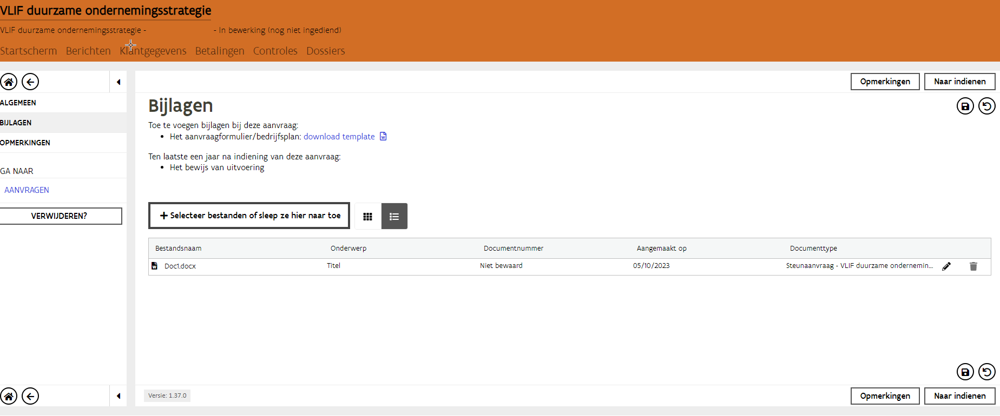 VLIF duurzame ondernemingsstrategie
VLIF duurzame ondernemingsstrategie - - In bewerking (nog niet ingediend)
Startscherm Berichten Klantgegevens Betalingen Controles Dossiers
Opmerkingen Naar indienen
ALGEMEEN
BIJLAGEN
OPMERKINGEN
GA NAAR
AANVRAGEN
VERWIJDEREN?
Bijlagen
Toe te voegen bijlagen bij deze aanvraag:
• Het aanvraagformulier/bedrijfsplan: download template
Ten laatste een jaar na indiening van deze aanvraag:
• Het bewijs van uitvoering
+ Selecteer bestanden of sleep ze hier naar toe
Bestandsnaam Onderwerp Documentnummer Aangemaakt op Documenttype
Doc1.docx Titel Niet bewaard 05/10/2023 Steunaanvraag - VLIF duurzame ondernemin...
Versie: 1.37.0
Opmerkingen Naar indienen